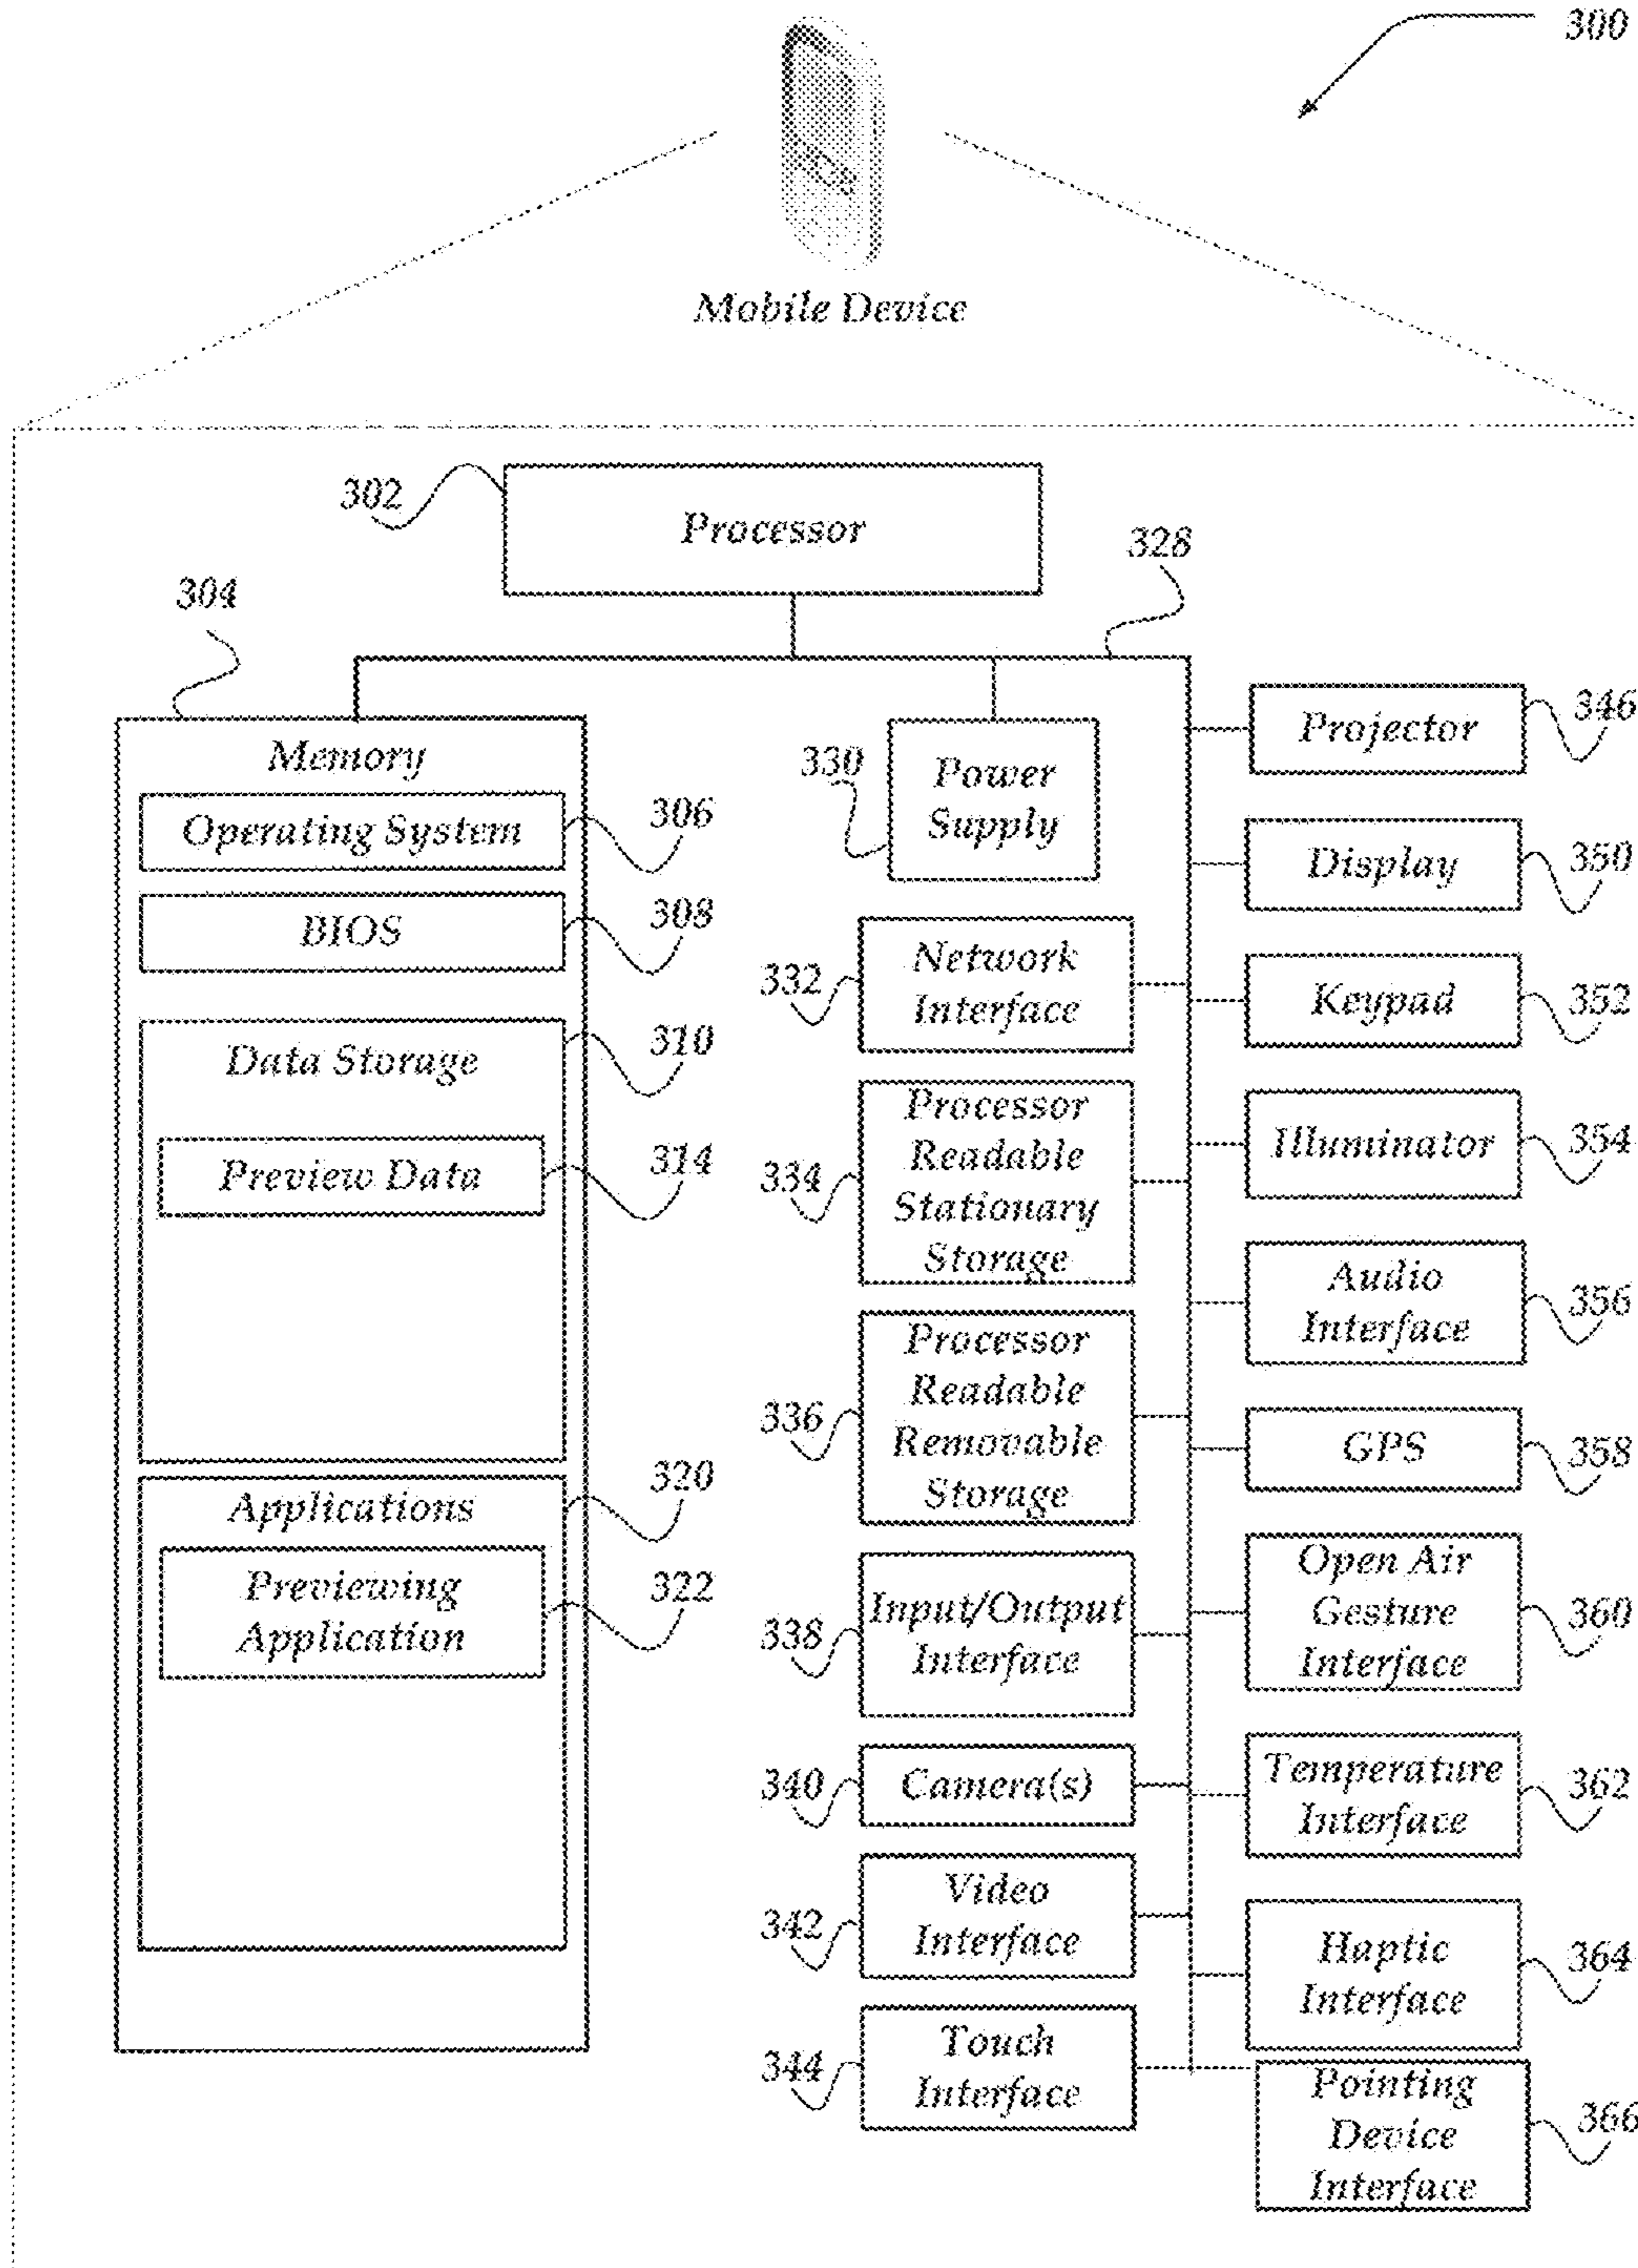 300
Mobile Device
302
Processor
328
304
Memory
Operating System
306
BIOS
308
Data Storage
310
Preview Data
314
Applications
320
Previewing
Application
322
330
Power
Supply
332
Network
Interface
334
Processor
Readable
Stationary
Storage
336
Processor
Readable
Removable
Storage
338
Input/Output
Interface
340
Camera(s)
342
Video
Interface
344
Touch
Interface
Projector
346
Display
350
Keypad
352
Illuminator
354
Audio
Interface
356
GPS
358
Open Air
Gesture
Interface
360
Temperature
Interface
362
Haptic
Interface
364
Pointing
Device
Interface
366